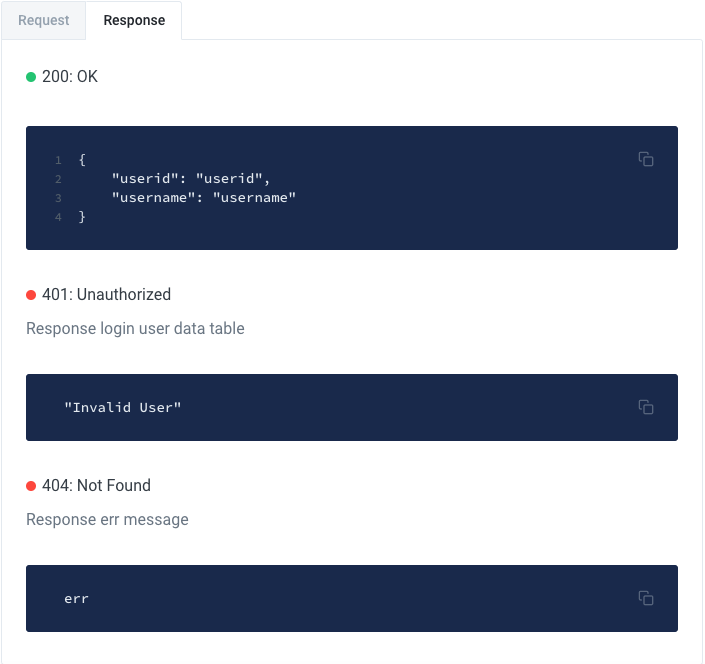 Request Response
200: OK
1 {
2     "userid": "userid",
3     "username": "username"
4 }
401: Unauthorized
Response login user data table
"Invalid User"
404: Not Found
Response err message
err